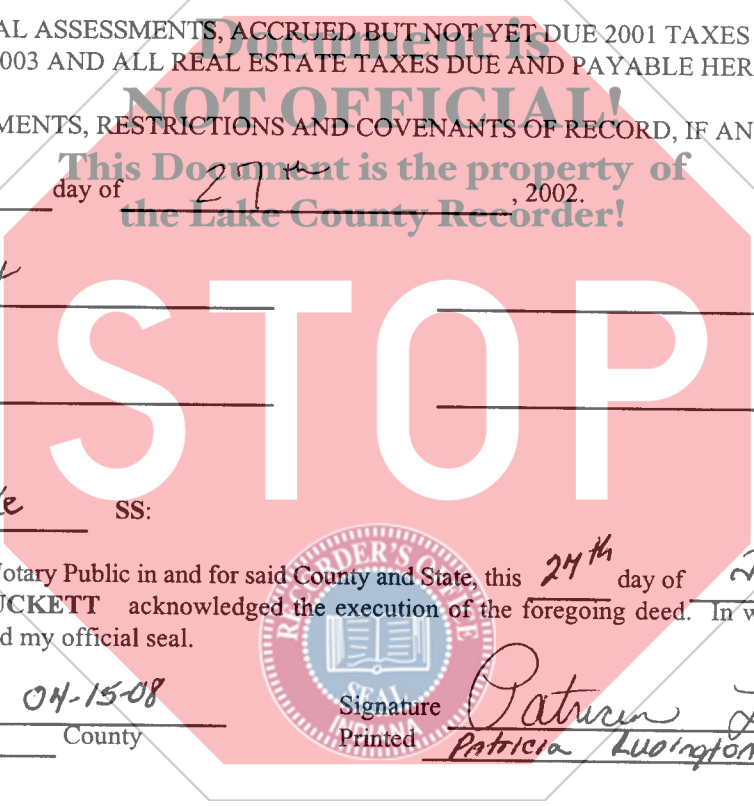 AL ASSESSMENTS, ACCRUED BUT NOT YET DUE 2001 TAXES
Document is
003 AND ALL REAL ESTATE TAXES DUE AND PAYABLE HER
NOT OFFICIAL!
MENTS, RESTRICTIONS AND COVENANTS OF RECORD, IF AN
This Document is the property of
day of 27th, 2002.
the Lake County Recorder!
STOP
SS:
Notary Public in and for said County and State, this 24th day of
UCKETT acknowledged the execution of the foregoing deed. In w
d my official seal.
RECORDER'S OFFICE
SEAL
INDIANA
04-15-08
County
Signature Patricia
Printed Patricia Ludington